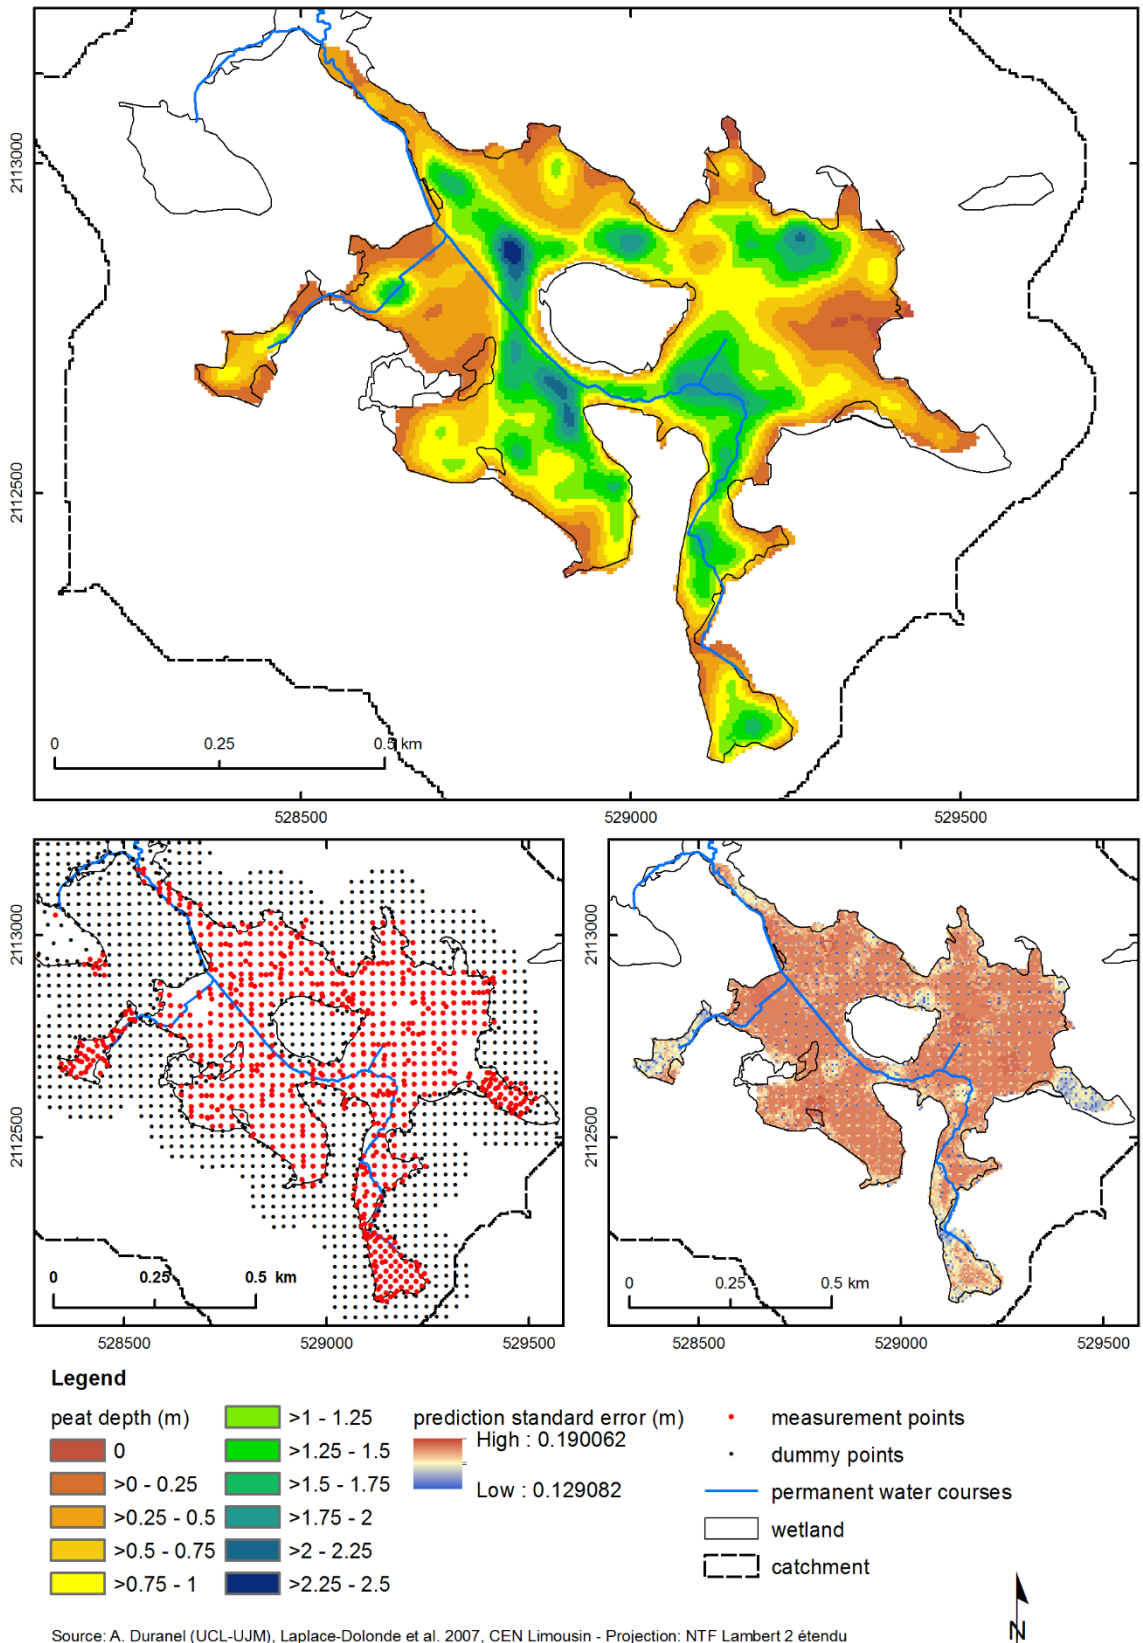 2113000
2112500
0 0.25 0.5 km
528500 529000 529500
2113000
2112500
0 0.25 0.5 km
528500 529000 529500
2113000
2112500
0 0.25 0.5 km
528500 529000 529500
Legend
peat depth (m)
0
>0 - 0.25
>0.25 - 0.5
>0.5 - 0.75
>0.75 - 1
>1 - 1.25
>1.25 - 1.5
>1.5 - 1.75
>1.75 - 2
>2 - 2.25
>2.25 - 2.5
prediction standard error (m)
High : 0.190062
Low : 0.129082
measurement points
dummy points
permanent water courses
wetland
catchment
N
Source: A. Duranel (UCL-UJM), Laplace-Dolonde et al. 2007, CEN Limousin - Projection: NTF Lambert 2 étendu